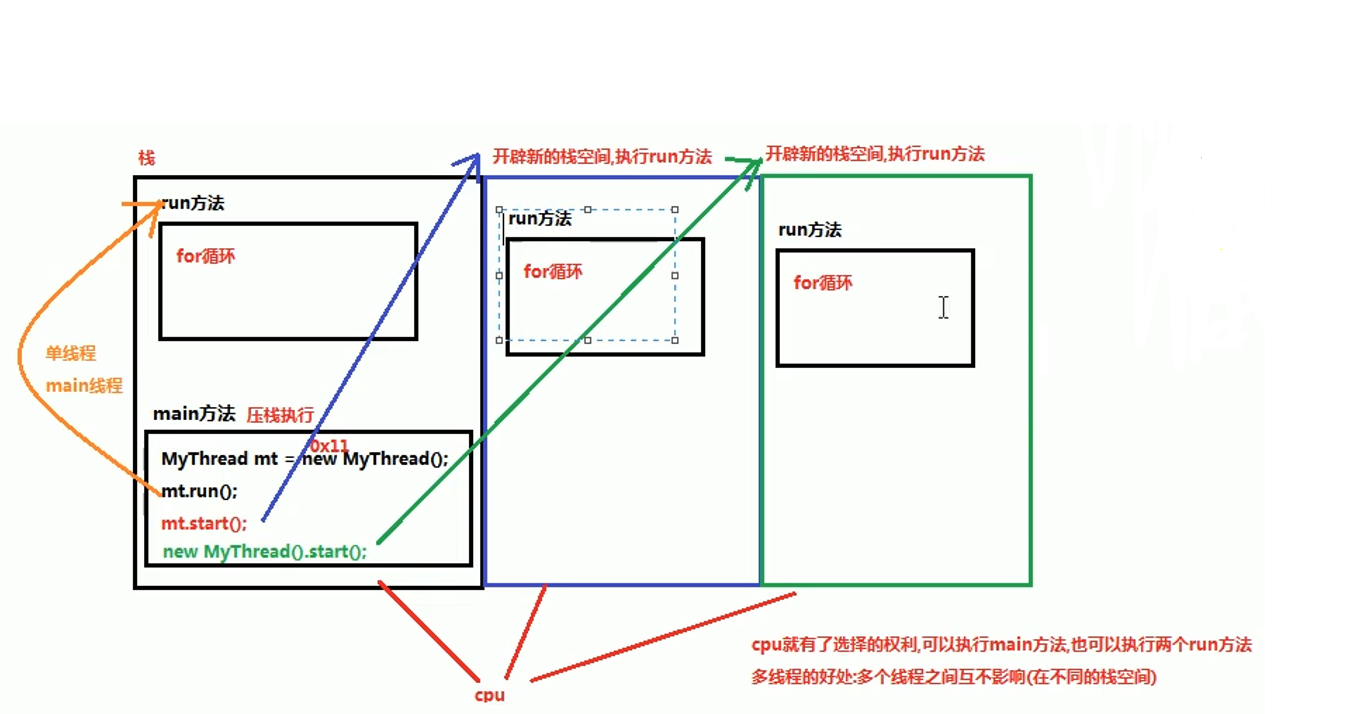 栈
开辟新的栈空间,执行run方法
开辟新的栈空间,执行run方法
run方法
for循环
run方法
for循环
run方法
for循环
单线程
main线程
main方法 压栈执行
0x11
MyThread mt = new MyThread();
mt.run();
mt.start();
new MyThread().start();
cpu
cpu就有了选择的权利,可以执行main方法,也可以执行两个run方法
多线程的好处:多个线程之间互不影响(在不同的栈空间)